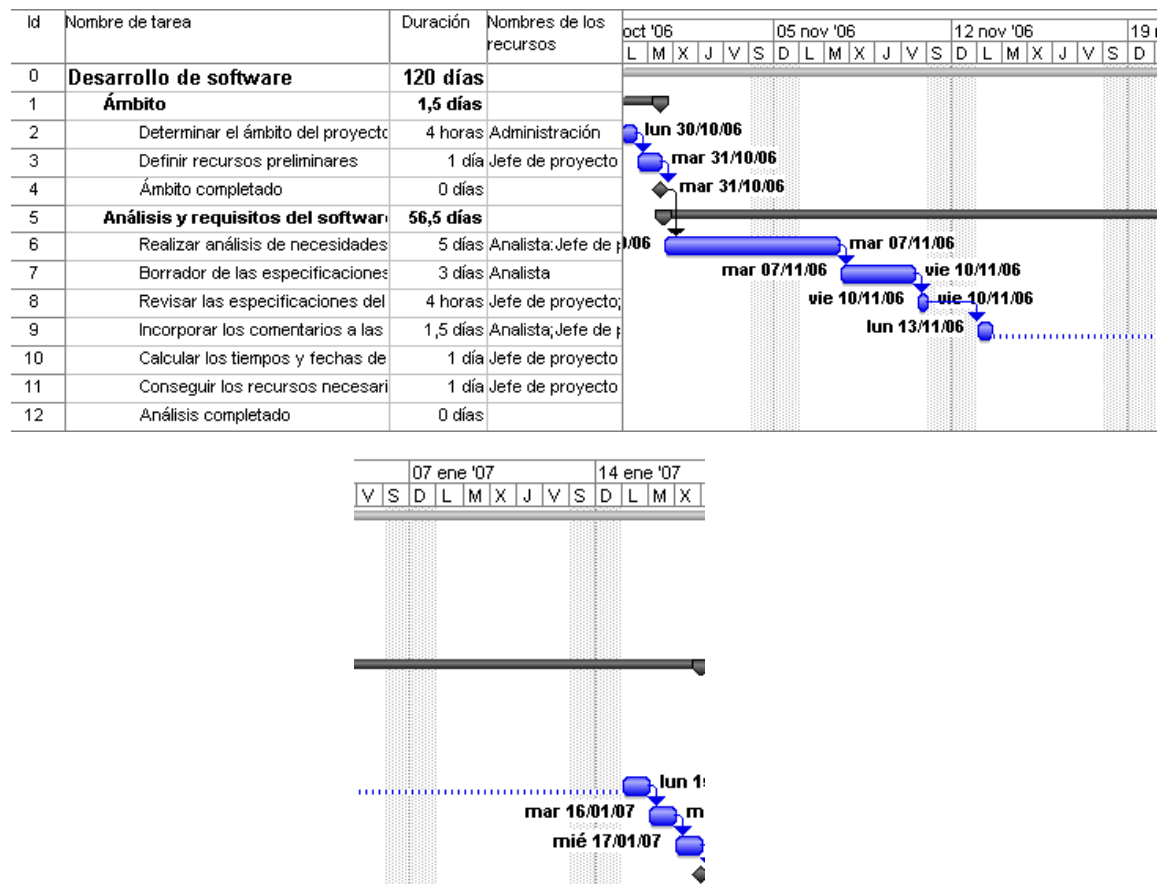 Id Nombre de tarea Duración Nombres de los recursos oct '06 05 nov '06 12 nov '06 19
L M X J V S D L M X J V S D L M X J V S D
0 Desarrollo de software 120 días
1 Ámbito 1,5 días
2 Determinar el ámbito del proyecto 4 horas Administración lun 30/10/06
3 Definir recursos preliminares 1 día Jefe de proyecto mar 31/10/06
4 Ámbito completado 0 días mar 31/10/06
5 Análisis y requisitos del software 56,5 días
6 Realizar análisis de necesidades 5 días Analista;Jefe de p /06 mar 07/11/06
7 Borrador de las especificaciones 3 días Analista mar 07/11/06 vie 10/11/06
8 Revisar las especificaciones del 4 horas Jefe de proyecto; vie 10/11/06 vie 10/11/06
9 Incorporar los comentarios a las 1,5 días Analista;Jefe de p lun 13/11/06
10 Calcular los tiempos y fechas de 1 día Jefe de proyecto
11 Conseguir los recursos necesari 1 día Jefe de proyecto
12 Análisis completado 0 días
07 ene '07 14 ene '07
V S D L M X J V S D L M X
lun 1
mar 16/01/07 m
mié 17/01/07